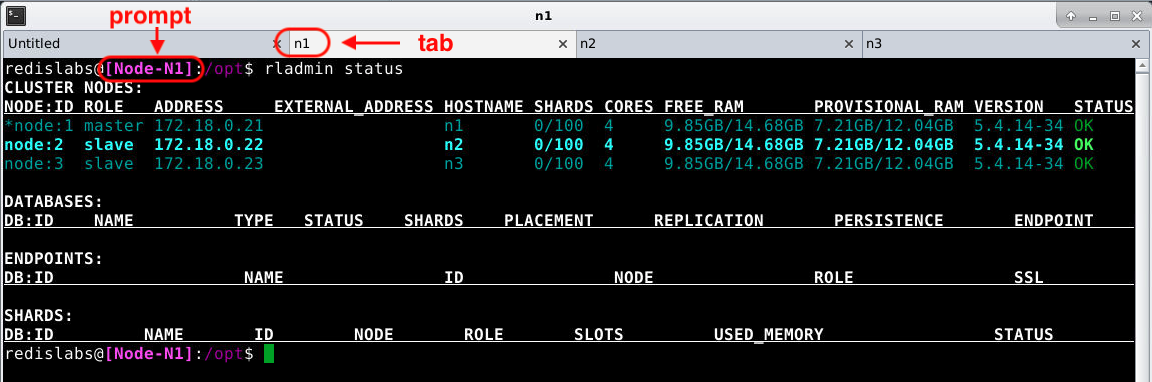 n1
prompt
Untitled
n1
tab
n2
n3
redislabs@[Node-N1]:/opt$ rladmin status
CLUSTER NODES:
NODE:ID ROLE ADDRESS EXTERNAL_ADDRESS HOSTNAME SHARDS CORES FREE_RAM PROVISIONAL_RAM VERSION STATUS
*node:1 master 172.18.0.21 n1 0/100 4 9.85GB/14.68GB 7.21GB/12.04GB 5.4.14-34 OK
node:2 slave 172.18.0.22 n2 0/100 4 9.85GB/14.68GB 7.21GB/12.04GB 5.4.14-34 OK
node:3 slave 172.18.0.23 n3 0/100 4 9.85GB/14.68GB 7.21GB/12.04GB 5.4.14-34 OK
DATABASES:
DB:ID NAME TYPE STATUS SHARDS PLACEMENT REPLICATION PERSISTENCE ENDPOINT
ENDPOINTS:
DB:ID NAME ID NODE ROLE SSL
SHARDS:
DB:ID NAME ID NODE ROLE SLOTS USED_MEMORY STATUS
redislabs@[Node-N1]:/opt$